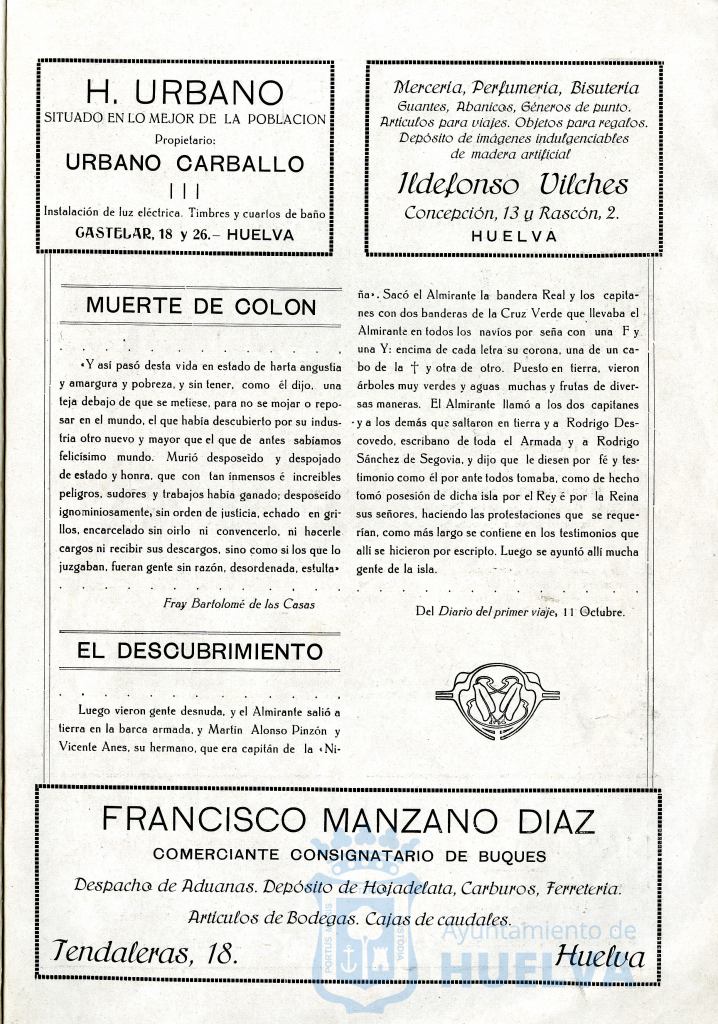 H. URBANO
SITUADO EN LO MEJOR DE LA POBLACION
Propietario:
URBANO CARBALLO
Instalación de luz eléctrica. Timbres y cuartos de baño
CASTELAR, 18 y 26.– HUELVA
Mercería, Perfumería, Bisutería
Guantes, Abanicos, Géneros de punto.
Artículos para viajes. Objetos para regalos.
Depósito de imágenes indulgenciables
de madera artificial
Ildefonso Vilches
Concepción, 13 y Rascón, 2.
HUELVA
MUERTE DE COLON
. . . . . . . . . . . . .
«Y así pasó desta vida en estado de harta angustia
y amargura y pobreza, y sin tener, como él dijo, una
teja debajo de que se metiese, para no se mojar o repo-
sar en el mundo, el que había descubierto por su indus-
tria otro nuevo y mayor que el que de antes sabíamos
felicísimo mundo. Murió desposeido y despojado
de estado y honra, que con tan inmensos é increibles
peligros, sudores y trabajos había ganado; desposeído
ignominiosamente, sin orden de justicia, echado en gri-
llos, encarcelado sin oirlo ni convencerlo, ni hacerle
cargos ni recibir sus descargos, sino como si los que lo
juzgaban, fueran gente sin razón, desordenada, estulta»
. . . . . . . . . . . . .
Fray Bartolomé de las Casas
EL DESCUBRIMIENTO
. . . . . . . . . . . . .
Luego vieron gente desnuda, y el Almirante salió a
tierra en la barca armada, y Martín Alonso Pinzón y
Vicente Anes, su hermano, que era capitán de la «Ni-
ña». Sacó el Almirante la bandera Real y los capita-
nes con dos banderas de la Cruz Verde que llevaba el
Almirante en todos los navíos por seña con una F y
una Y: encima de cada letra su corona, una de un ca-
bo de la † y otra de otro. Puesto en tierra, vieron
árboles muy verdes y aguas muchas y frutas de diver-
sas maneras. El Almirante llamó a los dos capitanes
y a los demás que saltaron en tierra y a Rodrigo Des-
covedo, escribano de toda el Armada y a Rodrigo
Sánchez de Segovia, y dijo que le diesen por fé y tes-
timonio como él por ante todos tomaba, como de hecho
tomó posesión de dicha isla por el Rey é por la Reina
sus señores, haciendo las protestaciones que se reque-
rían, como más largo se contiene en los testimonios que
allí se hicieron por escripto. Luego se ayuntó allí mucha
gente de la isla.
. . . . . . . . . . . . .
Del Diario del primer viaje, 11 Octubre.
FRANCISCO MANZANO DIAZ
COMERCIANTE CONSIGNATARIO DE BUQUES
Despacho de Aduanas. Depósito de Hojadelata, Carburos, Ferretería.
Artículos de Bodegas. Cajas de caudales.
Tendaleras, 18. Huelva
PORTUS MARIS
CUSTODIA
Ayuntamiento de
HUELVA